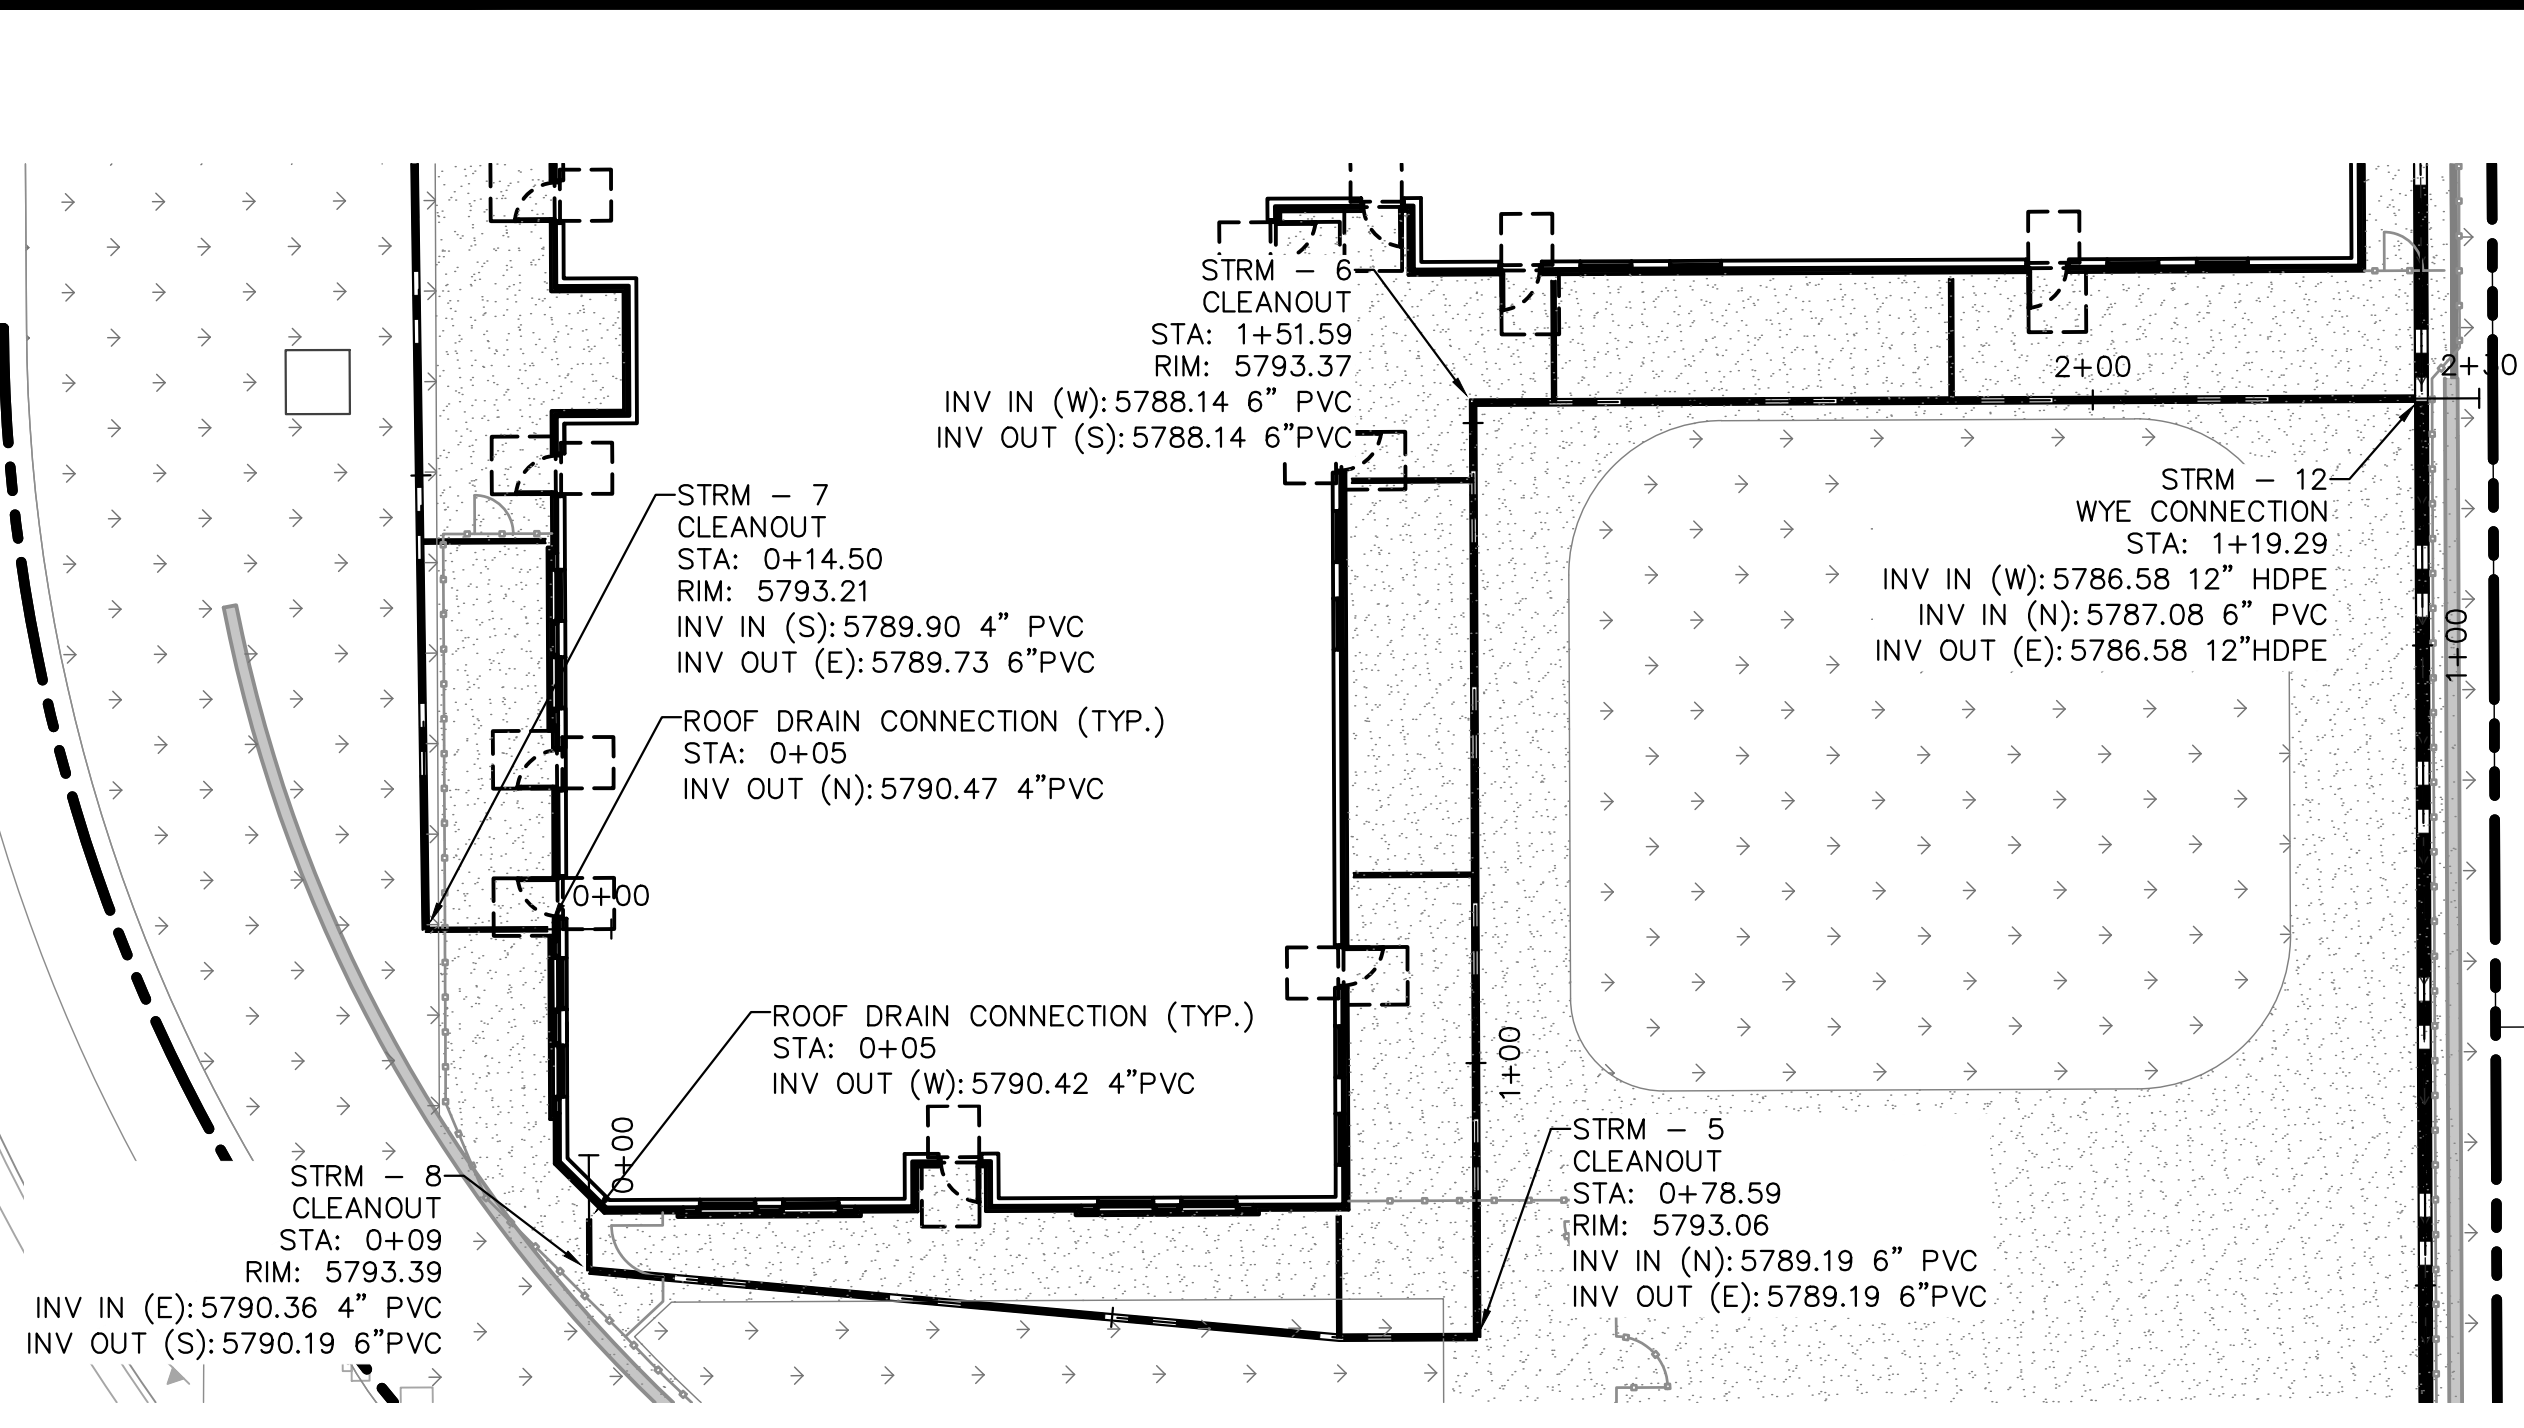 STRM - 6
CLEANOUT
STA: 1+51.59
RIM: 5793.37
INV IN (W):5788.14 6" PVC
INV OUT (S):5788.14 6"PVC
2+00
2+30
STRM - 12
WYE CONNECTION
STA: 1+19.29
INV IN (W):5786.58 12" HDPE
INV IN (N):5787.08 6" PVC
INV OUT (E):5786.58 12"HDPE
1+00
STRM - 7
CLEANOUT
STA: 0+14.50
RIM: 5793.21
INV IN (S):5789.90 4" PVC
INV OUT (E):5789.73 6"PVC
ROOF DRAIN CONNECTION (TYP.)
STA: 0+05
INV OUT (N):5790.47 4"PVC
0+00
ROOF DRAIN CONNECTION (TYP.)
STA: 0+05
INV OUT (W):5790.42 4"PVC
1+00
0+00
STRM - 5
CLEANOUT
STA: 0+78.59
RIM: 5793.06
INV IN (N):5789.19 6" PVC
INV OUT (E):5789.19 6"PVC
STRM - 8
CLEANOUT
STA: 0+09
RIM: 5793.39
INV IN (E):5790.36 4" PVC
INV OUT (S):5790.19 6"PVC